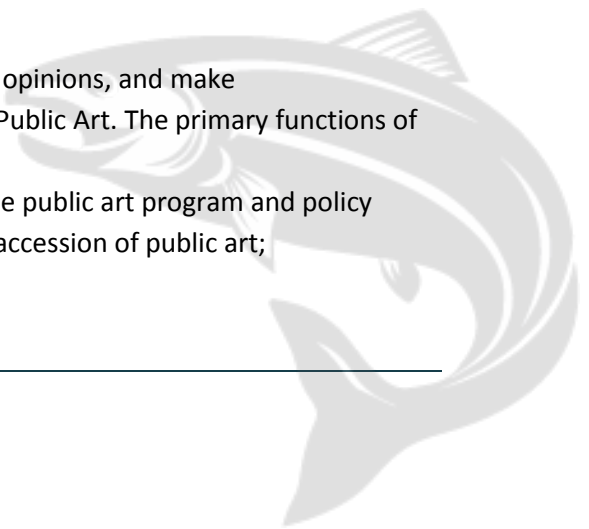 opinions, and make
Public Art. The primary functions of
e public art program and policy
accession of public art;